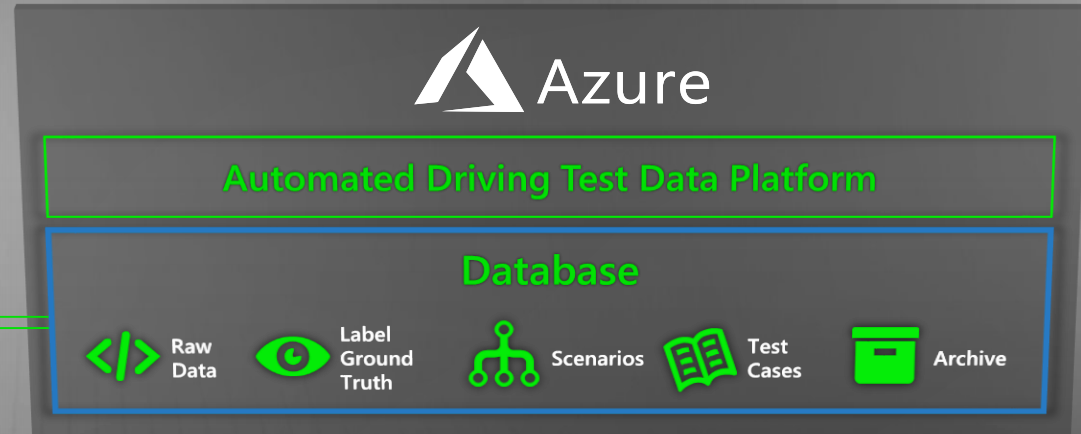 Azure
Automated Driving Test Data Platform
Database
Raw
Data
Label
Ground
Truth
Scenarios
Test
Cases
Archive